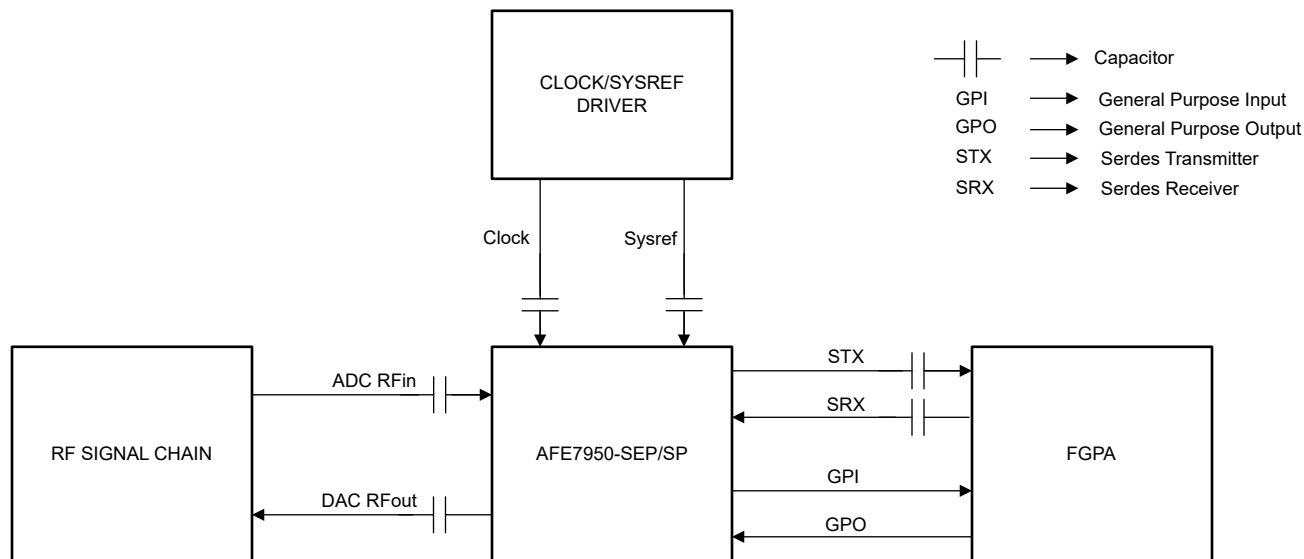 CLOCK/SYSREF
DRIVER
Capacitor
GPI General Purpose Input
GPO General Purpose Output
STX Serdes Transmitter
SRX Serdes Receiver
Clock
Sysref
RF SIGNAL CHAIN
ADC RFin
DAC RFout
AFE7950-SEP/SP
STX
SRX
GPI
GPO
FGPA